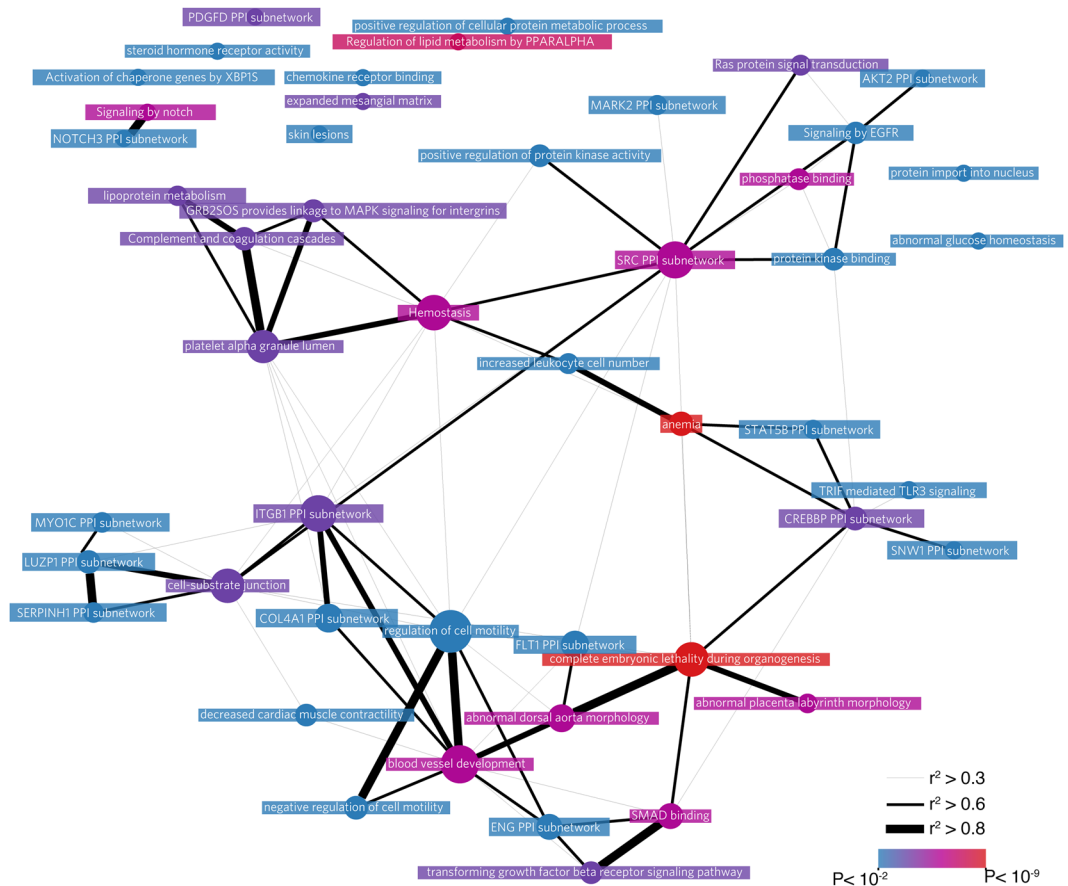 PDGFD PPI subnetwork
positive regulation of cellular protein metabolic process
Regulation of lipid metabolism by PPARALPHA
steroid hormone receptor activity
Ras protein signal transduction
Activation of chaperone genes by XBP1S
chemokine receptor binding
AKT2 PPI subnetwork
expanded mesangial matrix
MARK2 PPI subnetwork
Signaling by notch
NOTCH3 PPI subnetwork
skin lesions
Signaling by EGFR
positive regulation of protein kinase activity
protein import into nucleus
phosphatase binding
lipoprotein metabolism
GRB2SOS provides linkage to MAPK signaling for intergrins
Complement and coagulation cascades
abnormal glucose homeostasis
SRC PPI subnetwork
protein kinase binding
Hemostasis
platelet alpha granule lumen
increased leukocyte cell number
anemia
STAT5B PPI subnetwork
TRIF mediated TLR3 signaling
ITGB1 PPI subnetwork
CREBBP PPI subnetwork
MYO1C PPI subnetwork
SNW1 PPI subnetwork
LUZP1 PPI subnetwork
cell-substrate junction
SERPINH1 PPI subnetwork
COL4A1 PPI subnetwork
regulation of cell motility
FLT1 PPI subnetwork
complete embryonic lethality during organogenesis
abnormal placenta labyrinth morphology
decreased cardiac muscle contractility
abnormal dorsal aorta morphology
blood vessel development
negative regulation of cell motility
SMAD binding
ENG PPI subnetwork
transforming growth factor beta receptor signaling pathway
r² > 0.3
r² > 0.6
r² > 0.8
P< 10⁻² P< 10⁻⁹